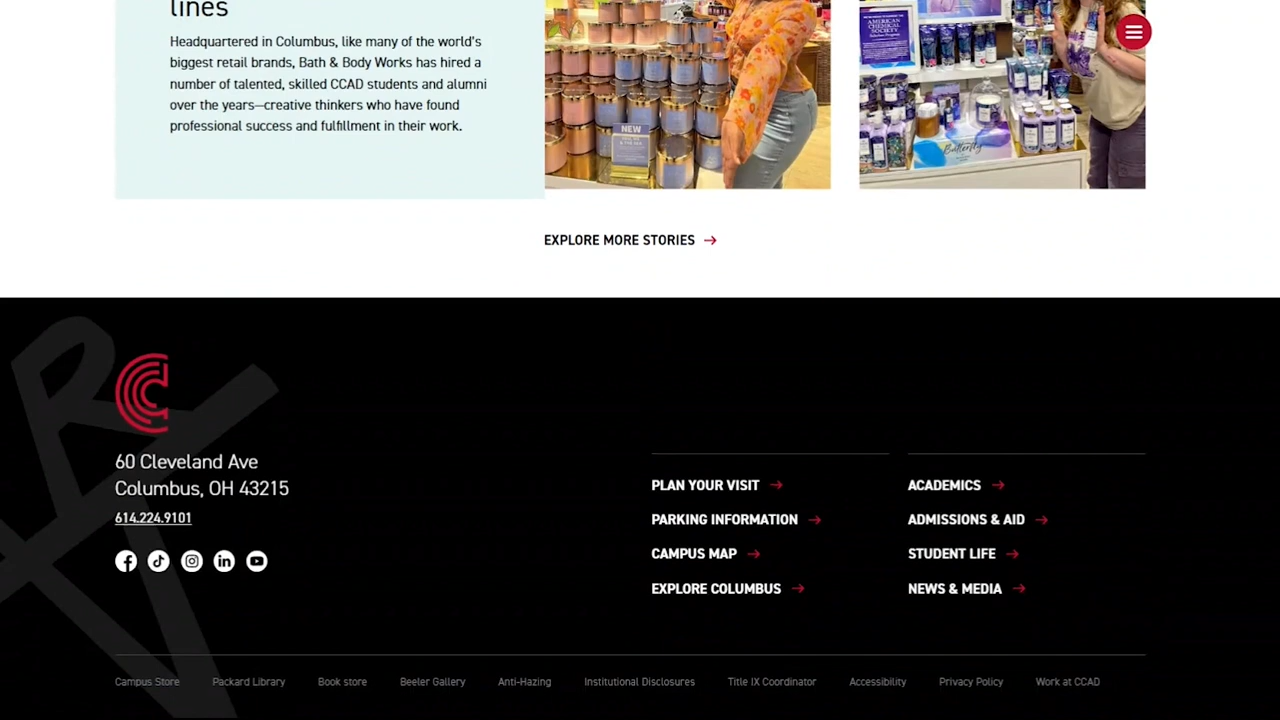 lines
Headquartered in Columbus, like many of the world's
biggest retail brands, Bath & Body Works has hired a
number of talented, skilled CCAD students and alumni
over the years—creative thinkers who have found
professional success and fulfillment in their work.
NEW
AMERICAN
CHEMICAL
SOCIETY
Butterfly
EXPLORE MORE STORIES
60 Cleveland Ave
Columbus, OH 43215
614.224.9101
PLAN YOUR VISIT
PARKING INFORMATION
CAMPUS MAP
EXPLORE COLUMBUS
ACADEMICS
ADMISSIONS & AID
STUDENT LIFE
NEWS & MEDIA
Campus Store Packard Library Book store Beeler Gallery Anti-Hazing Institutional Disclosures Title IX Coordinator Accessibility Privacy Policy Work at CCAD